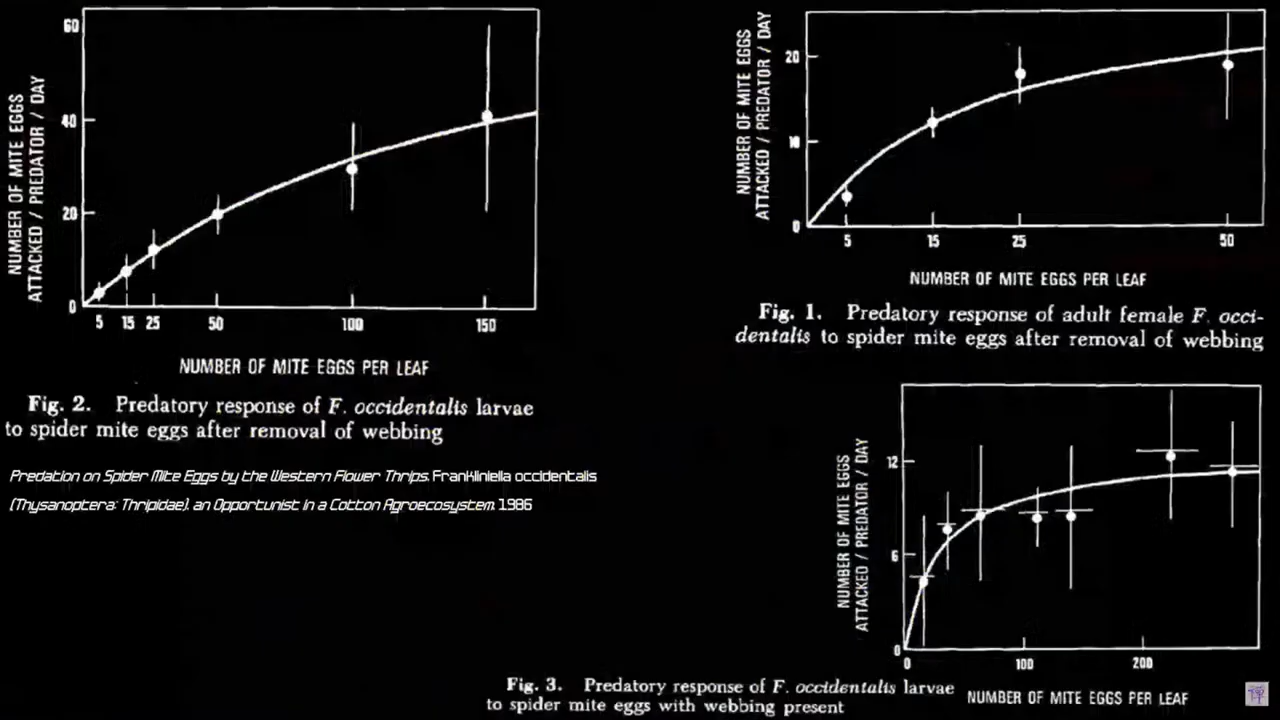 NUMBER OF MITE EGGS
ATTACKED / PREDATOR / DAY
60
40
20
0
5 15 25 50 100 150
NUMBER OF MITE EGGS PER LEAF
Fig. 2. Predatory response of F. occidentalis larvae
to spider mite eggs after removal of webbing
Predation on Spider Mite Eggs by the Western Flower Thrips, Frankliniella occidentalis
(Thysanoptera: Thripidae), an Opportunist in a Cotton Agroecosystem, 1986
NUMBER OF MITE EGGS
ATTACKED / PREDATOR / DAY
20
10
0
5 15 25 50
NUMBER OF MITE EGGS PER LEAF
Fig. 1. Predatory response of adult female F. occi-
dentalis to spider mite eggs after removal of webbing
NUMBER OF MITE EGGS
ATTACKED / PREDATOR / DAY
12
6
0
0 100 200
NUMBER OF MITE EGGS PER LEAF
Fig. 3. Predatory response of F. occidentalis larvae
to spider mite eggs with webbing present